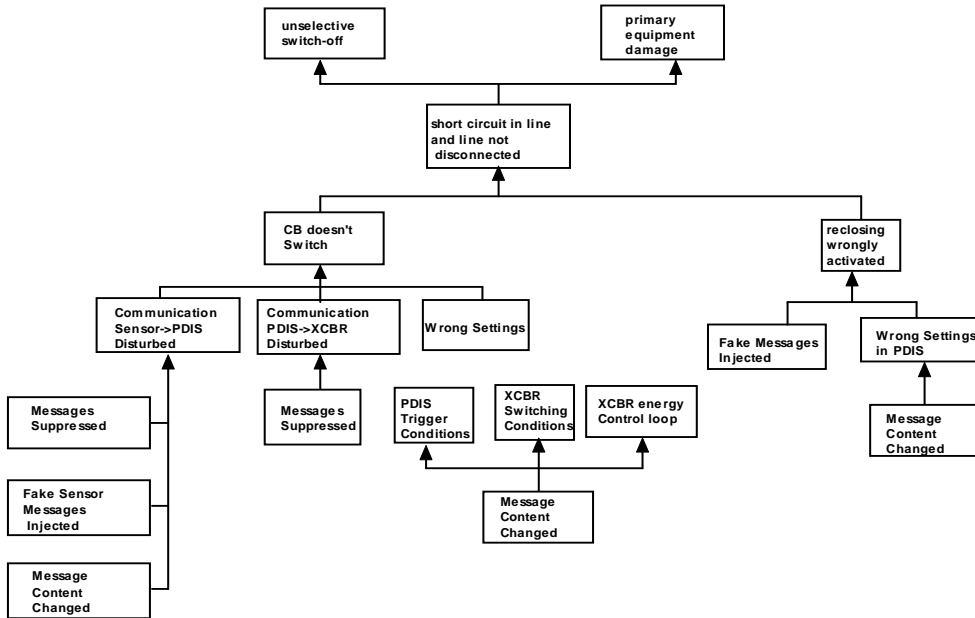 unselective
switch-off
primary
equipment
damage
short circuit in line
and line not
disconnected
CB doesn't
Switch
reclosing
wrongly
activated
Communication
Sensor->PDIS
Disturbed
Communication
PDIS->XCBR
Disturbed
Wrong Settings
Fake Messages
Injected
Wrong Settings
in PDIS
Messages
Suppressed
Messages
Suppressed
PDIS
Trigger
Conditions
XCBR
Switching
Conditions
XCBR energy
Control loop
Message
Content
Changed
Fake Sensor
Messages
Injected
Message
Content
Changed
Message
Content
Changed